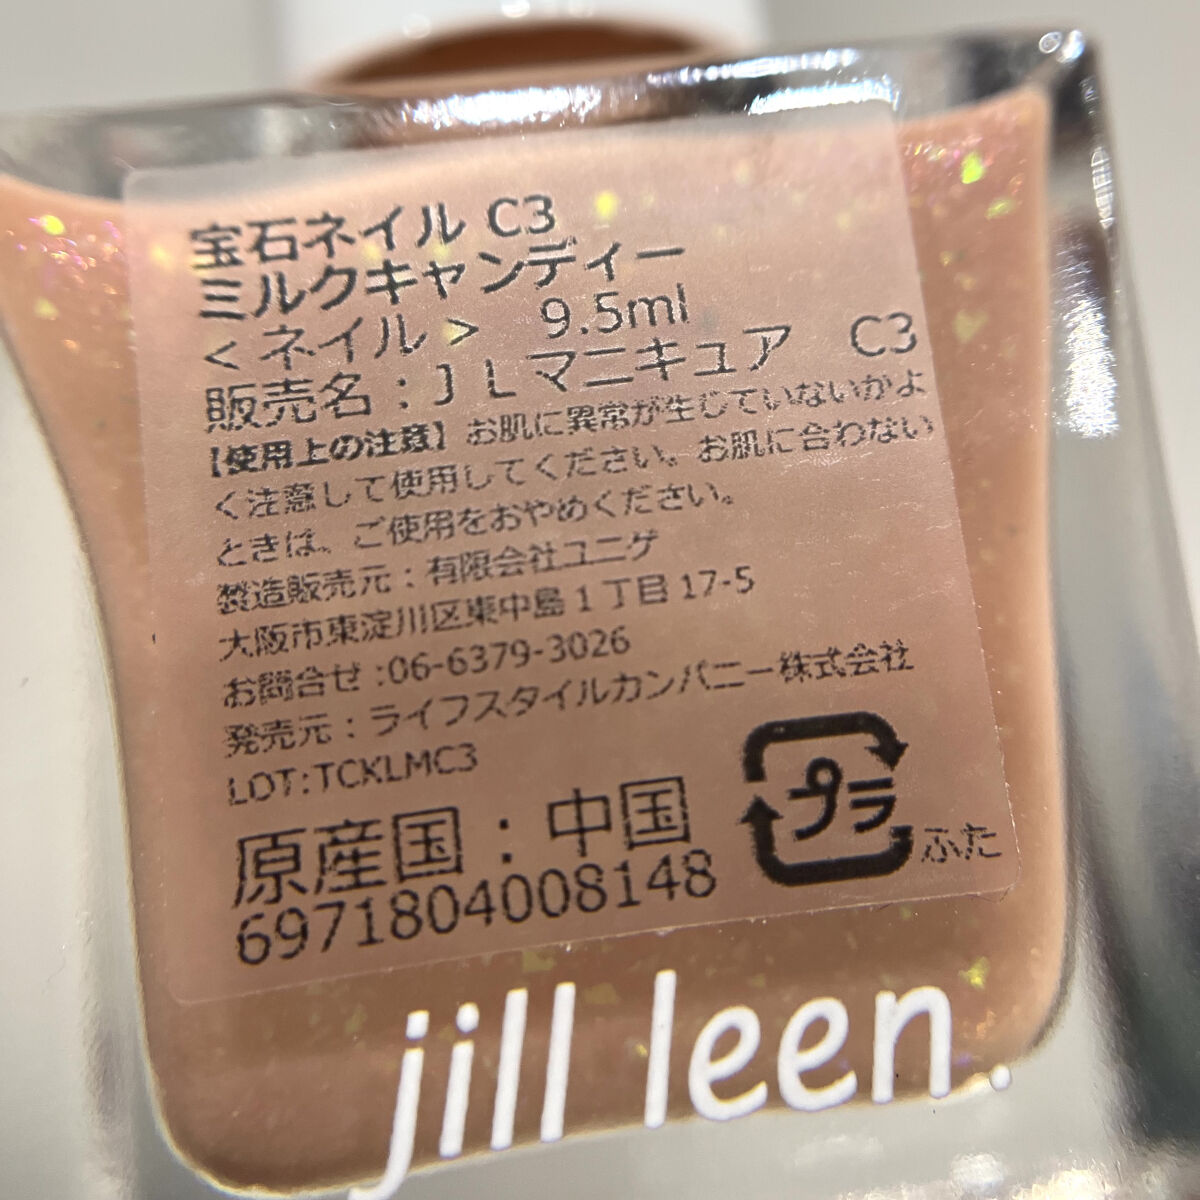 宝石ネイル C3
ミルクキャンディー
＜ネイル＞ 9.5ml
販売名：JLマニキュア C3
【使用上の注意】お肌に異常が生じていないかよ
く注意して使用してください。お肌に合わない
ときは、ご使用をおやめください。
製造販売元：有限会社ユニゲ
大阪市東淀川区東中島1丁目17-5
お問合せ:06-6379-3026
発売元：ライフスタイルカンパニー株式会社
LOT:TCKLMC3
原産国：中国
6971804008148
プラ
ふた
jill leen.